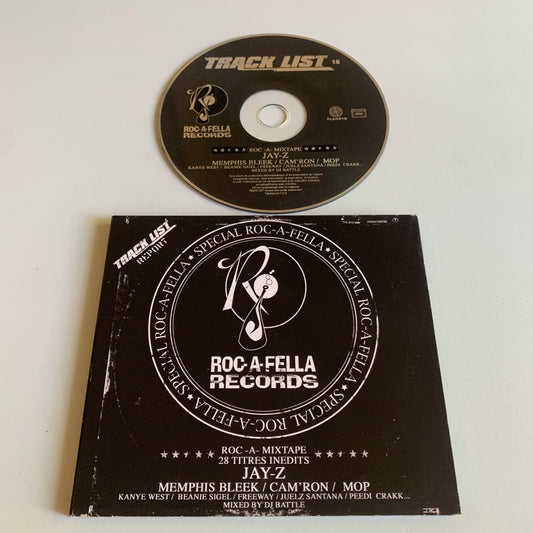 TRACK LIST 16
ROC-A-FELLA
RECORDS
ROC -A- MIXTAPE
JAY-Z
MEMPHIS BLEEK / CAM'RON / MOP
KANYE WEST / BEANIE SIGEL / FREEWAY / JUELZ SANTANA / PEEDI CRAKK...
MIXED BY DJ BATTLE
TRACK LIST
REPORT
SPECIAL ROC-A-FELLA ★ SPECIAL ROC-A-FELLA ★ SPECIAL ROC-A-FELLA ★ SPECIAL ROC-A-FELLA ★
ROC-A-FELLA
RECORDS
ROC -A- MIXTAPE
28 TITRES INEDITS
JAY-Z
MEMPHIS BLEEK / CAM'RON / MOP
KANYE WEST / BEANIE SIGEL / FREEWAY / JUELZ SANTANA / PEEDI CRAKK...
MIXED BY DJ BATTLE